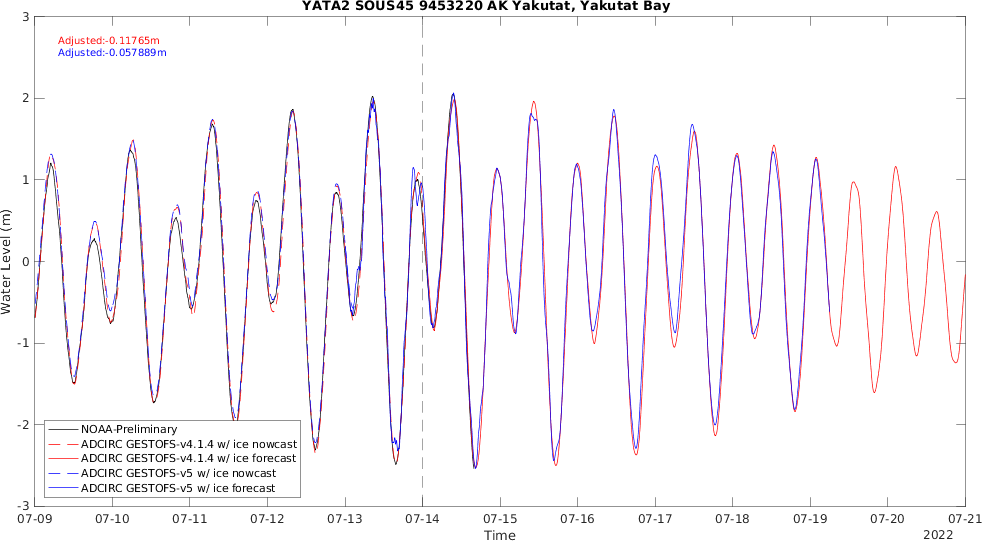 YATA2 SOUS45 9453220 AK Yakutat, Yakutat Bay
Adjusted:-0.11765m
Adjusted:-0.057889m
3
2
1
0
-1
-2
-3
Water Level (m)
NOAA-Preliminary
ADCIRC GESTOFS-v4.1.4 w/ ice nowcast
ADCIRC GESTOFS-v4.1.4 w/ ice forecast
ADCIRC GESTOFS-v5 w/ ice nowcast
ADCIRC GESTOFS-v5 w/ ice forecast
07-09 07-10 07-11 07-12 07-13 07-14 07-15 07-16 07-17 07-18 07-19 07-20 07-21
Time
2022